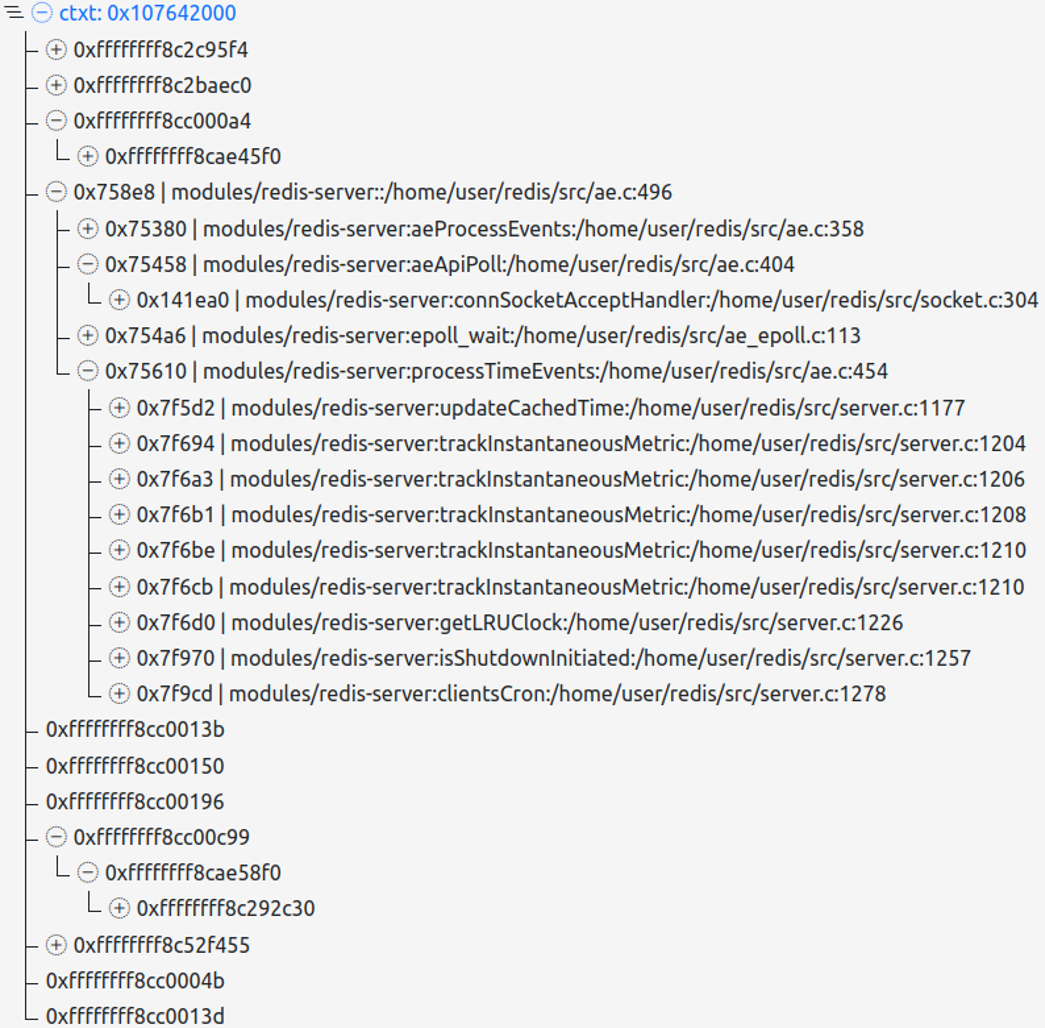 ctxt: 0x107642000
0xffffffff8c2c95f4
0xffffffff8c2baec0
0xffffffff8cc000a4
0xffffffff8cae45f0
0x758e8 | modules/redis-server::/home/user/redis/src/ae.c:496
0x75380 | modules/redis-server:aeProcessEvents:/home/user/redis/src/ae.c:358
0x75458 | modules/redis-server:aeApiPoll:/home/user/redis/src/ae.c:404
0x141ea0 | modules/redis-server:connSocketAcceptHandler:/home/user/redis/src/socket.c:304
0x754a6 | modules/redis-server:epoll_wait:/home/user/redis/src/ae_epoll.c:113
0x75610 | modules/redis-server:processTimeEvents:/home/user/redis/src/ae.c:454
0x7f5d2 | modules/redis-server:updateCachedTime:/home/user/redis/src/server.c:1177
0x7f694 | modules/redis-server:trackInstantaneousMetric:/home/user/redis/src/server.c:1204
0x7f6a3 | modules/redis-server:trackInstantaneousMetric:/home/user/redis/src/server.c:1206
0x7f6b1 | modules/redis-server:trackInstantaneousMetric:/home/user/redis/src/server.c:1208
0x7f6be | modules/redis-server:trackInstantaneousMetric:/home/user/redis/src/server.c:1210
0x7f6cb | modules/redis-server:trackInstantaneousMetric:/home/user/redis/src/server.c:1210
0x7f6d0 | modules/redis-server:getLRUClock:/home/user/redis/src/server.c:1226
0x7f970 | modules/redis-server:isShutdownInitiated:/home/user/redis/src/server.c:1257
0x7f9cd | modules/redis-server:clientsCron:/home/user/redis/src/server.c:1278
0xffffffff8cc0013b
0xffffffff8cc00150
0xffffffff8cc00196
0xffffffff8cc00c99
0xffffffff8cae58f0
0xffffffff8c292c30
0xffffffff8c52f455
0xffffffff8cc0004b
0xffffffff8cc0013d